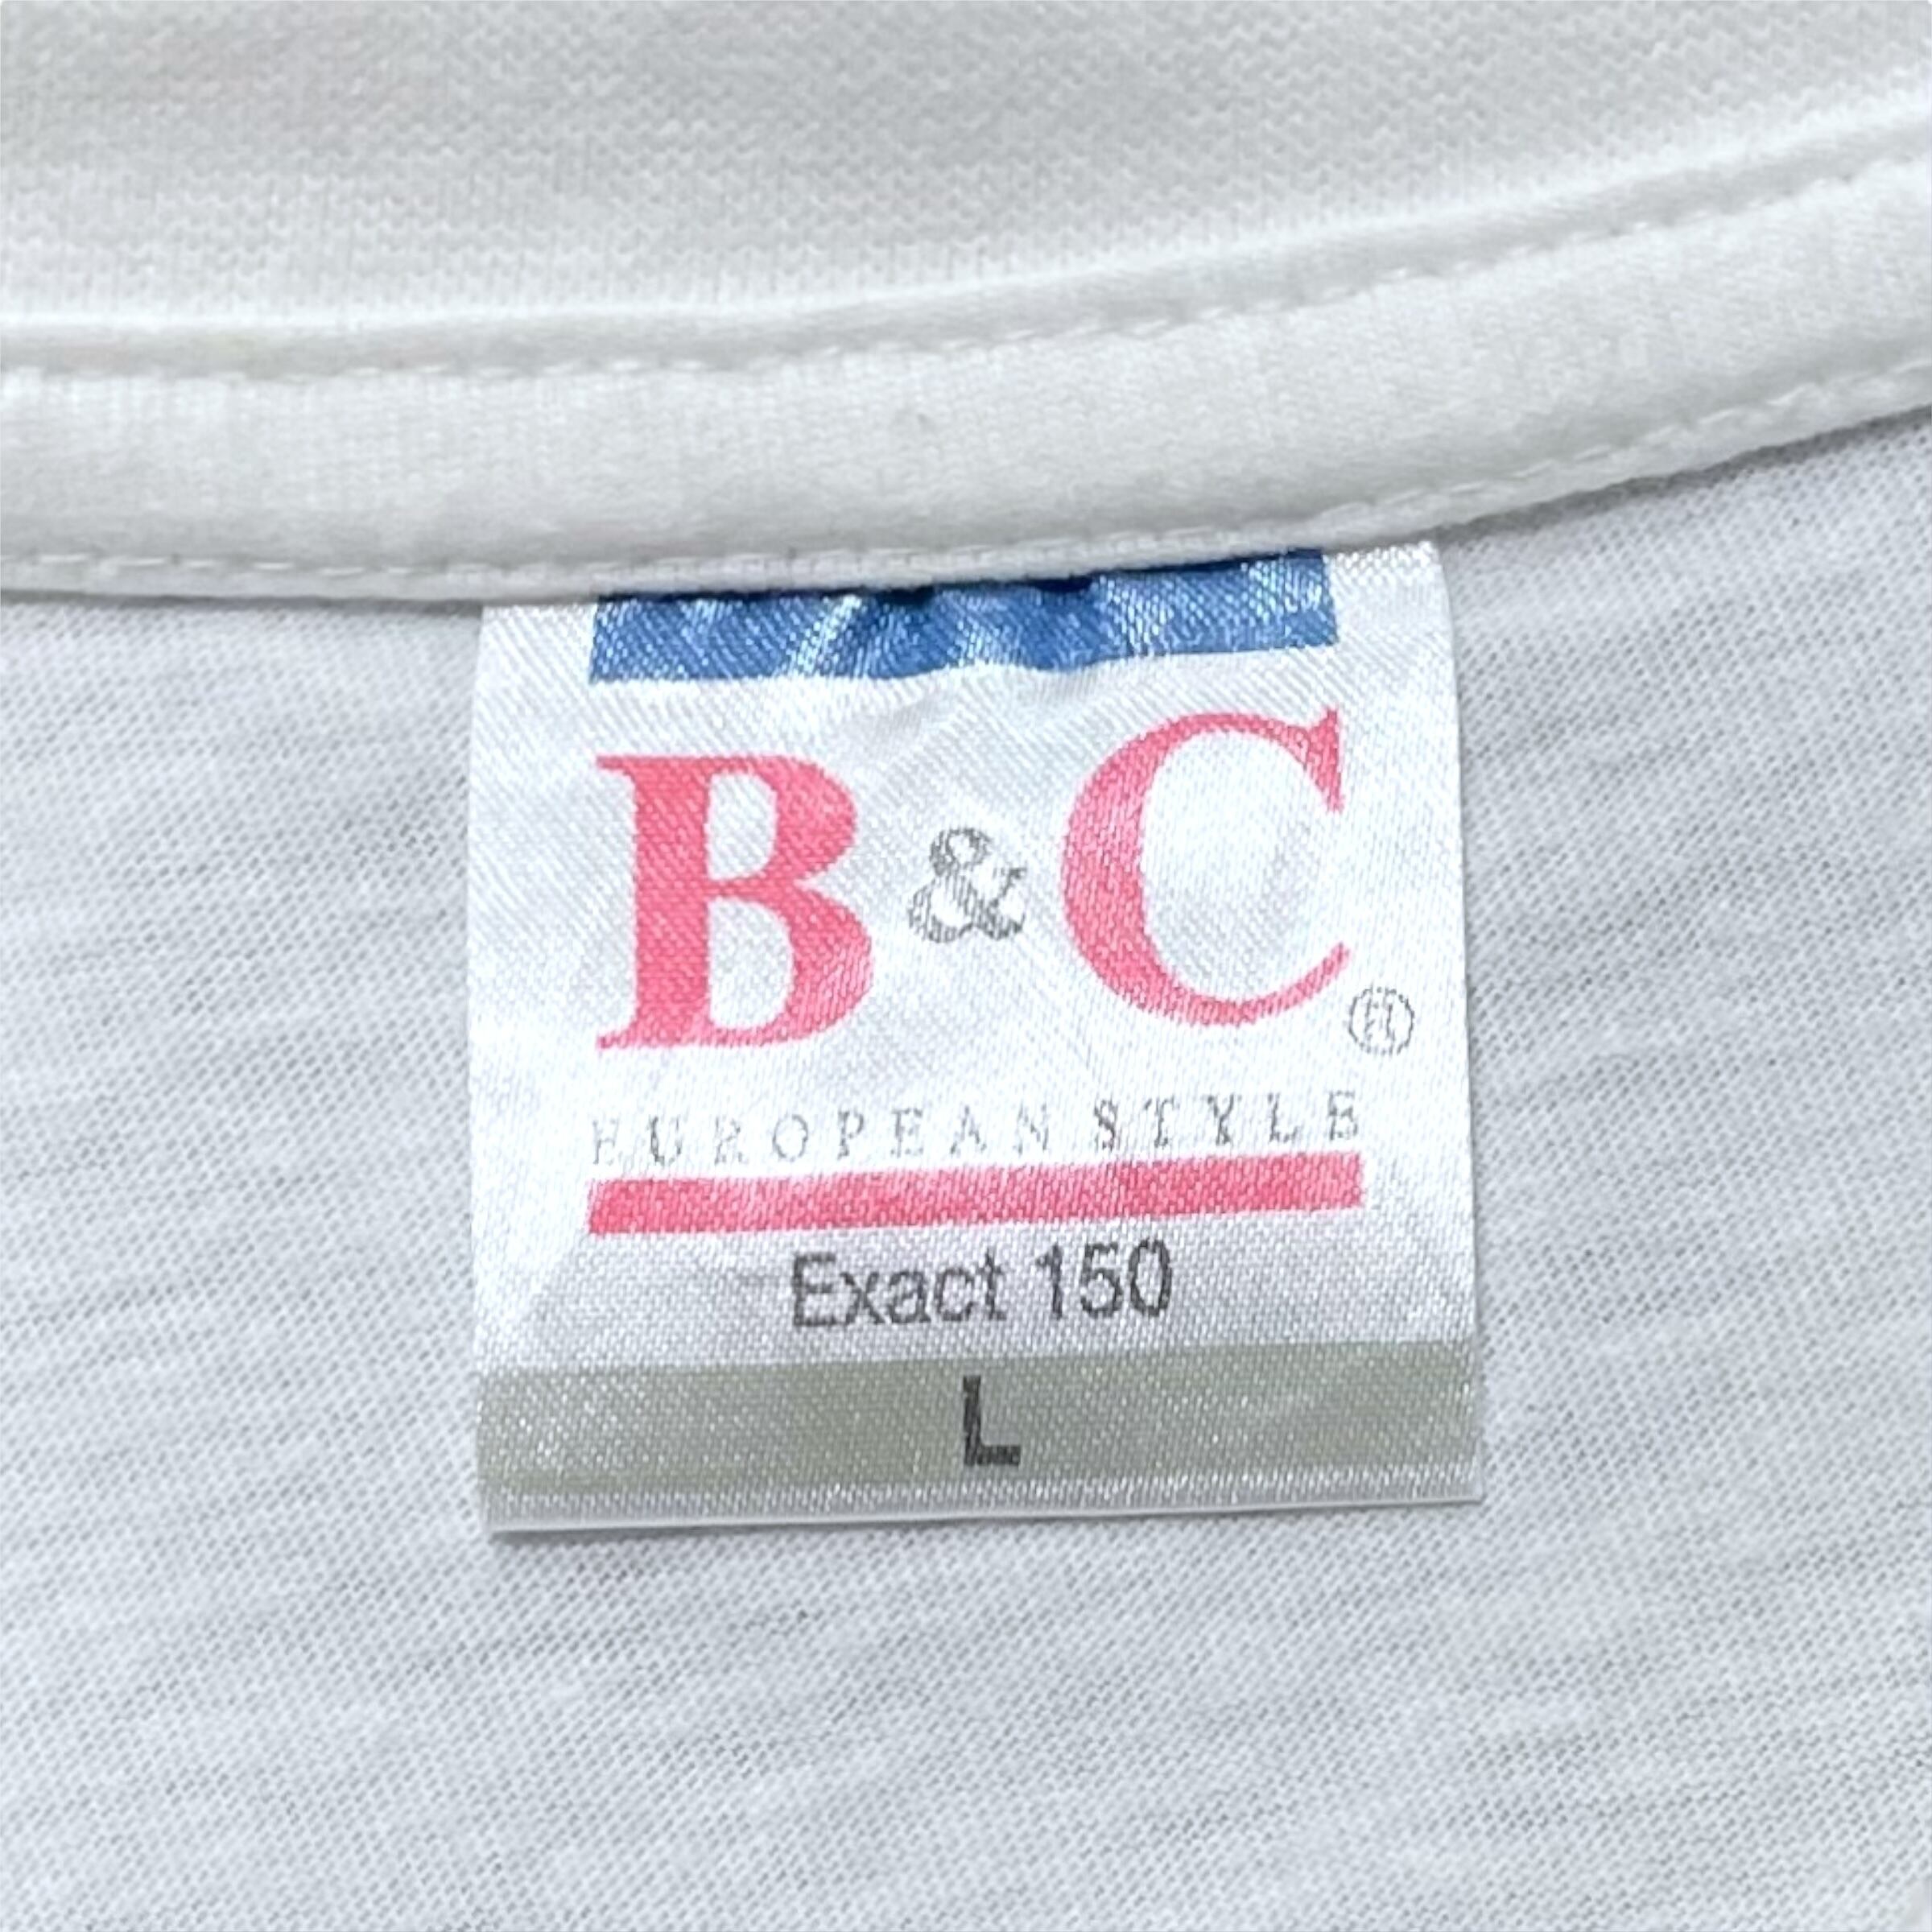 B & C ®
EUROPEAN STYLE
Exact 150
L